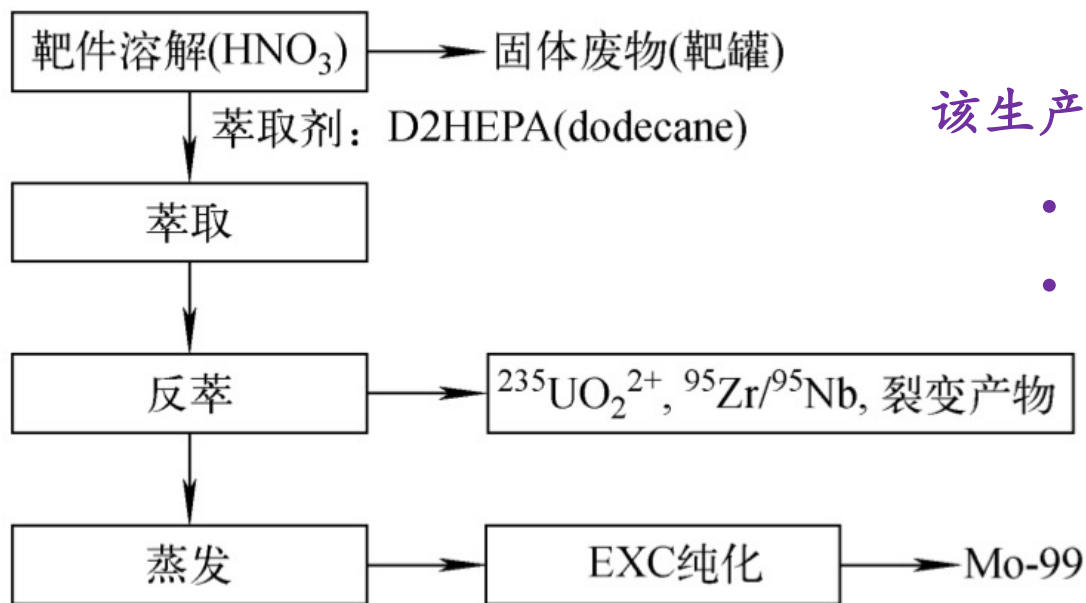 靶件溶解(HNO₃)
固体废物(靶罐)
萃取剂：D2HEPA(dodecane)
该生产
•
•
萃取
反萃
²³⁵UO₂²⁺, ⁹⁵Zr/⁹⁵Nb, 裂变产物
蒸发
EXC纯化
Mo-99